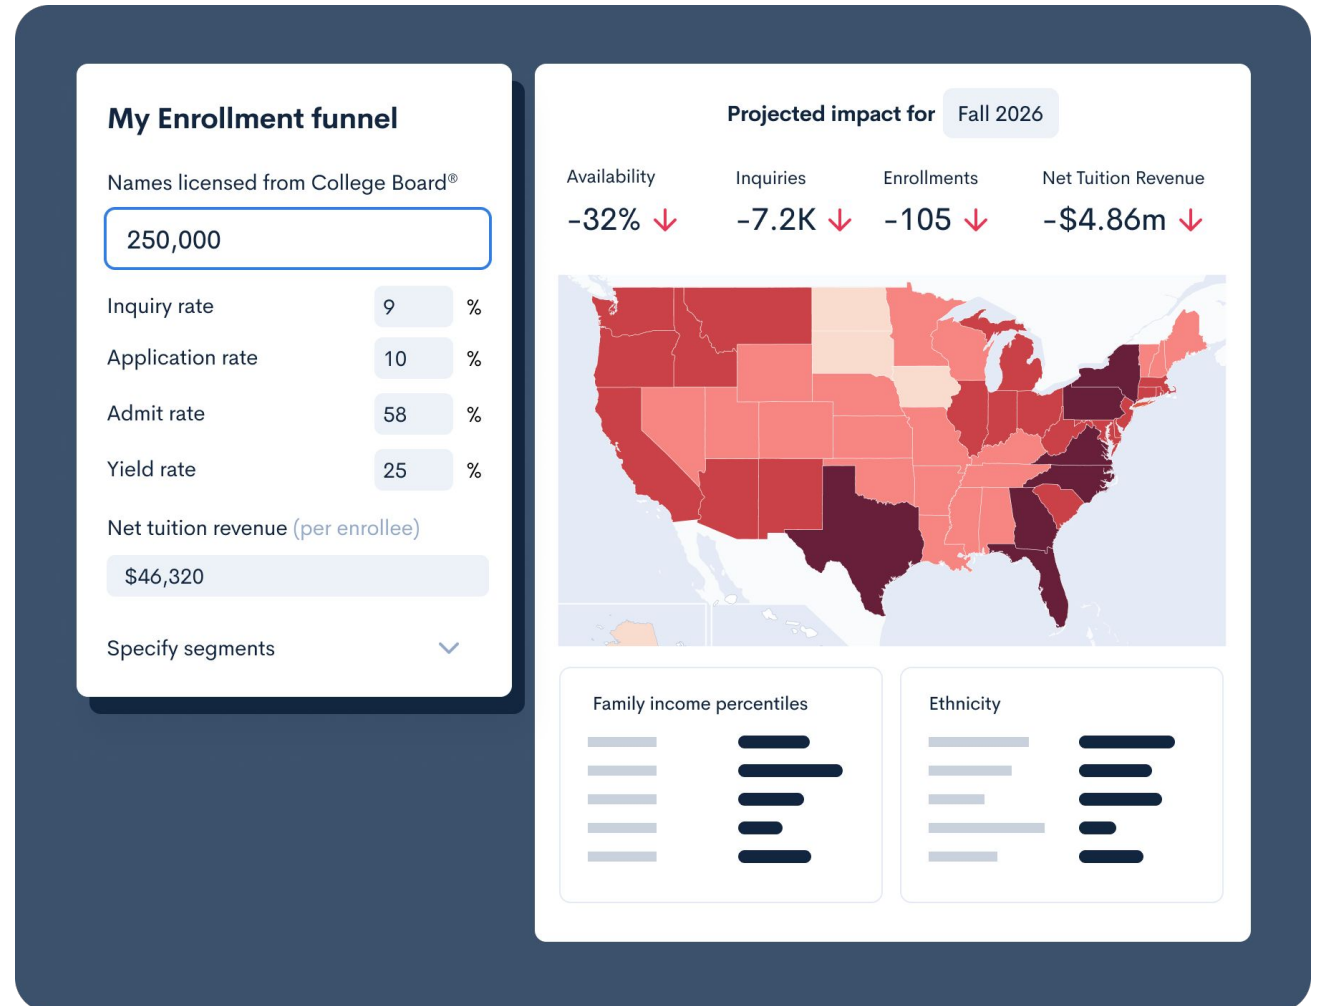 My Enrollment funnel
Names licensed from College Board®
250,000
Inquiry rate 9 %
Application rate 10 %
Admit rate 58 %
Yield rate 25 %
Net tuition revenue (per enrollee)
$46,320
Specify segments
Projected impact for Fall 2026
Availability Inquiries Enrollments Net Tuition Revenue
-32% -7.2K -105 -$4.86m
Family income percentiles
Ethnicity